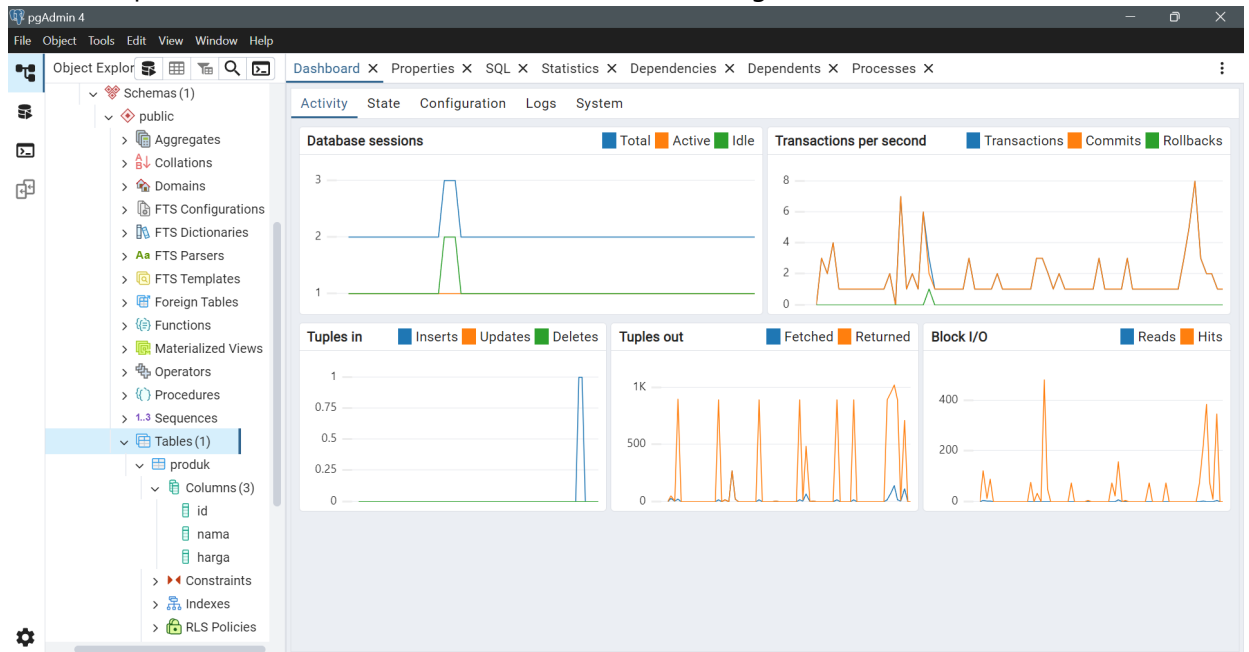 pgAdmin 4
File Object Tools Edit View Window Help
Object Explor
Dashboard Properties SQL Statistics Dependencies Dependents Processes
Schemas (1)
public
Aggregates
Collations
Domains
FTS Configurations
FTS Dictionaries
Aa FTS Parsers
FTS Templates
Foreign Tables
Functions
Materialized Views
Operators
Procedures
1..3 Sequences
Tables (1)
produk
Columns (3)
id
nama
harga
Constraints
Indexes
RLS Policies
Activity State Configuration Logs System
Database sessions Total Active Idle
3
2
1
Transactions per second Transactions Commits Rollbacks
8
6
4
2
0
Tuples in Inserts Updates Deletes
1
0.75
0.5
0.25
0
Tuples out Fetched Returned
1K
500
0
Block I/O Reads Hits
400
200
0